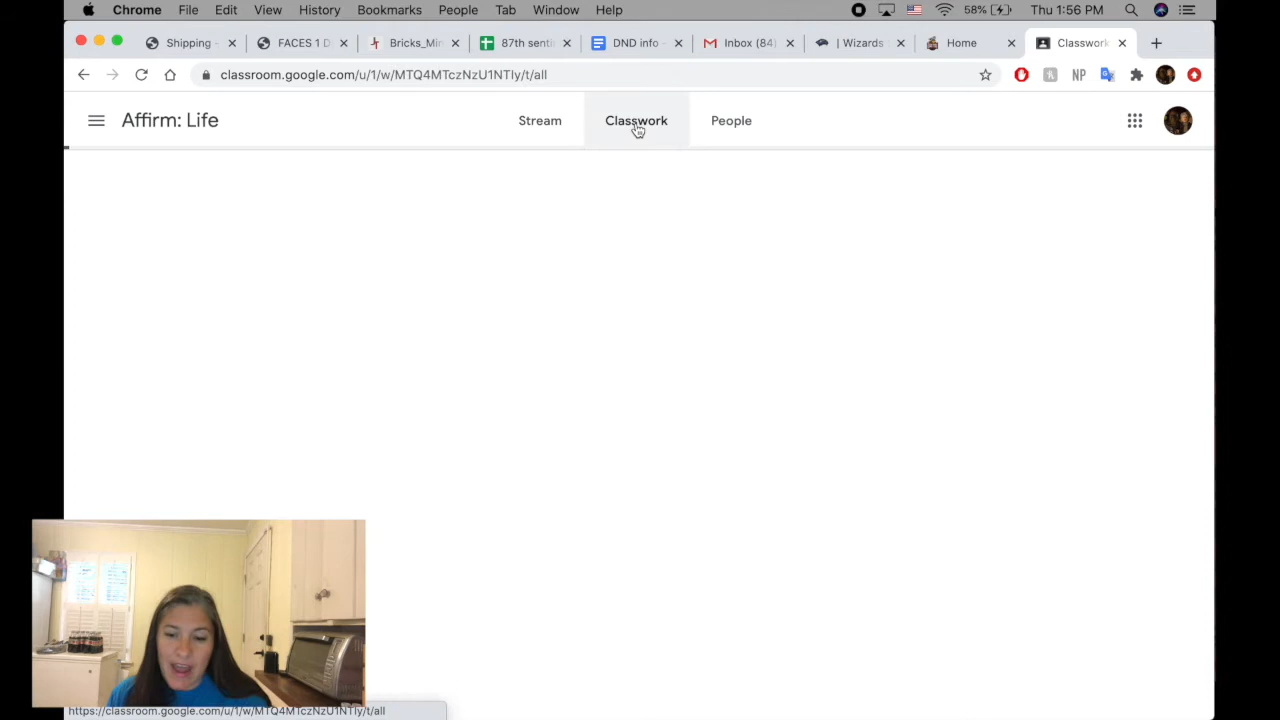 Chrome File Edit View History Bookmarks People Tab Window Help 58% Thu 1:56 PM
Shipping - FACES 1 D Bricks_Min 87th senti DND info - Inbox (84) | Wizards Home Classwork
classroom.google.com/u/1/w/MTQ4MTczNzU1NTIy/t/all NP
Affirm: Life Stream Classwork People
https://classroom.google.com/u/1/w/MTQ4MTczNzU1NTIy/t/all